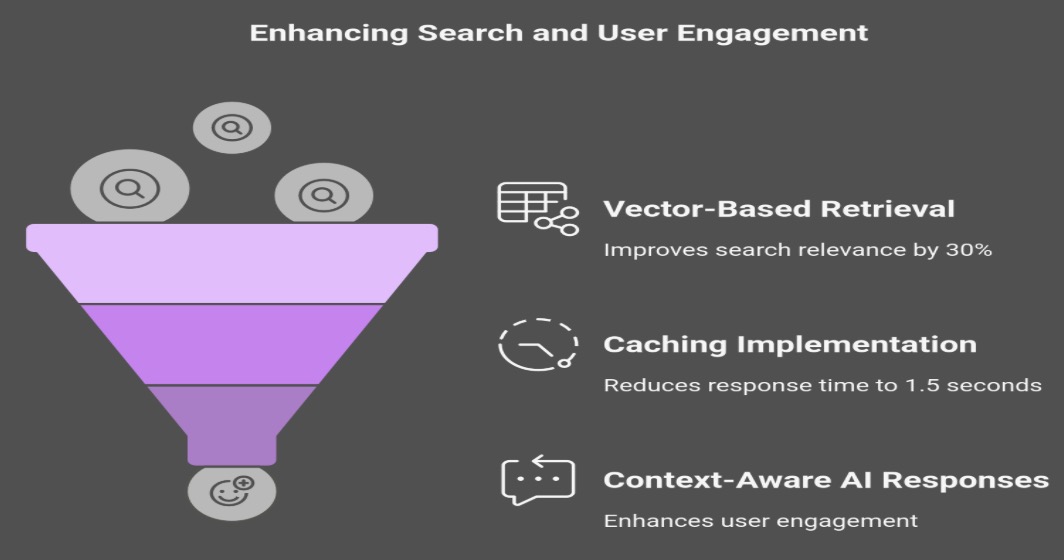 Enhancing Search and User Engagement
Vector-Based Retrieval
Improves search relevance by 30%
Caching Implementation
Reduces response time to 1.5 seconds
Context-Aware AI Responses
Enhances user engagement